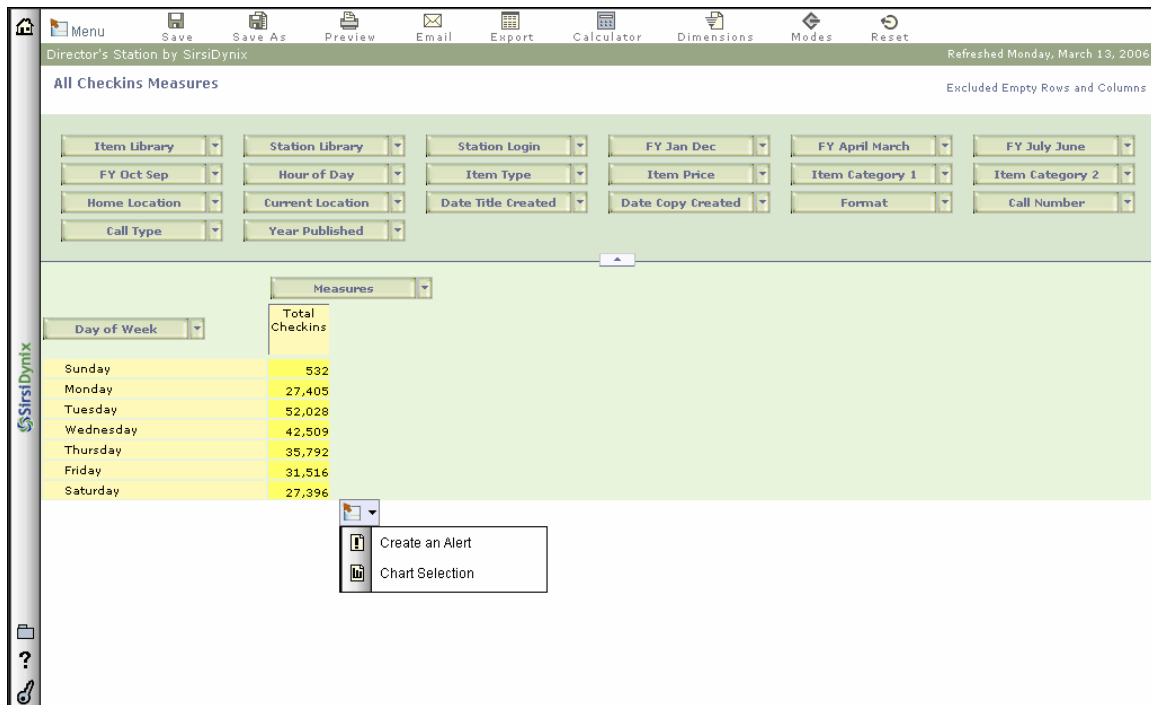 Menu Save Save As Preview Email Export Calculator Dimensions Modes Reset
Director's Station by SirsiDynix Refreshed Monday, March 13, 2006
All Checkins Measures Excluded Empty Rows and Columns
Item Library Station Library Station Login FY Jan Dec FY April March FY July June
FY Oct Sep Hour of Day Item Type Item Price Item Category 1 Item Category 2
Home Location Current Location Date Title Created Date Copy Created Format Call Number
Call Type Year Published
Measures
Day of Week
Total
Checkins
Sunday 532
Monday 27,405
Tuesday 52,028
Wednesday 42,509
Thursday 35,792
Friday 31,516
Saturday 27,396
Create an Alert
Chart Selection
SirsiDynix
?